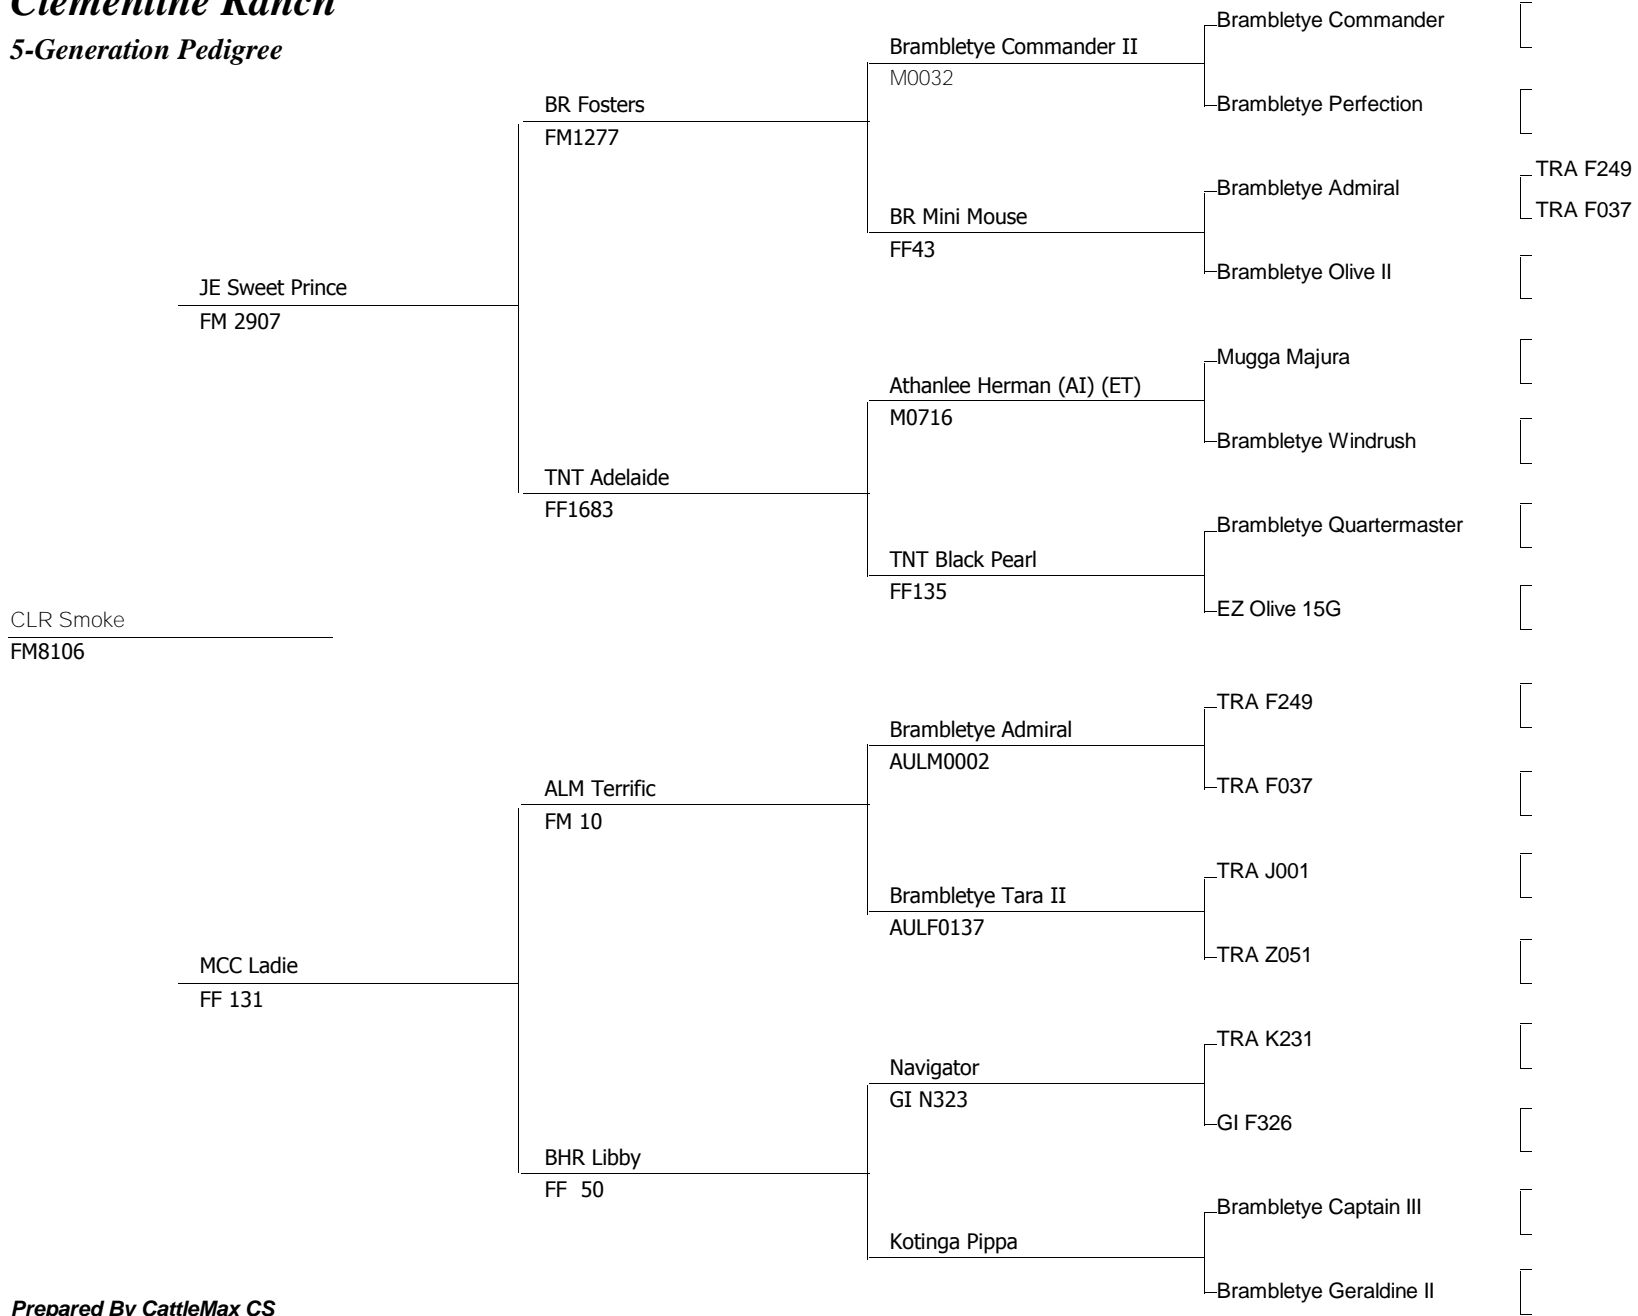 Clementine Ranch
5-Generation Pedigree
Brambletye Commander
Brambletye Commander II
M0032
Brambletye Perfection
BR Fosters
FM1277
TRA F249
Brambletye Admiral
TRA F037
BR Mini Mouse
FF43
Brambletye Olive II
JE Sweet Prince
FM 2907
Mugga Majura
Athanlee Herman (AI) (ET)
M0716
Brambletye Windrush
TNT Adelaide
FF1683
Brambletye Quartermaster
TNT Black Pearl
FF135
EZ Olive 15G
CLR Smoke
FM8106
TRA F249
Brambletye Admiral
AULM0002
TRA F037
ALM Terrific
FM 10
TRA J001
Brambletye Tara II
AULF0137
TRA Z051
MCC Ladie
FF 131
TRA K231
Navigator
GI N323
GI F326
BHR Libby
FF  50
Brambletye Captain III
Kotinga Pippa
Brambletye Geraldine II
Prepared By CattleMax CS